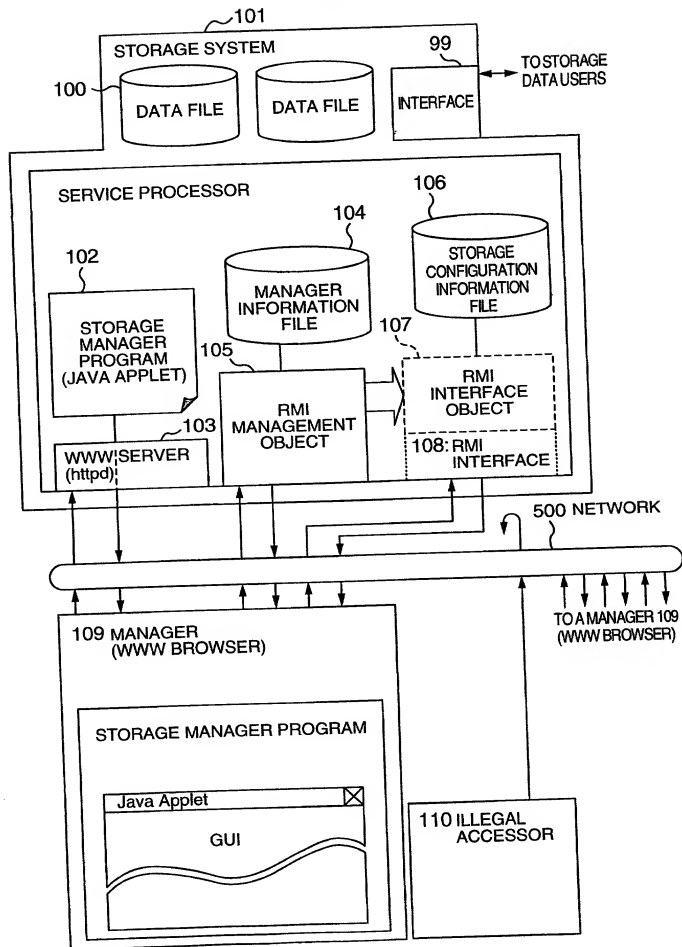 101
STORAGE SYSTEM
99
100
DATA FILE
DATA FILE
INTERFACE
TO STORAGE
DATA USERS
SERVICE PROCESSOR
106
104
102
STORAGE
CONFIGURATION
INFORMATION
FILE
MANAGER
INFORMATION
FILE
STORAGE
MANAGER
PROGRAM
(JAVA APPLET)
107
105
RMI
INTERFACE
OBJECT
RMI
MANAGEMENT
OBJECT
103
WWW SERVER
(httpd)
108: RMI
INTERFACE
500 NETWORK
109 MANAGER
(WWW BROWSER)
TO A MANAGER 109
(WWW BROWSER)
STORAGE MANAGER PROGRAM
Java Applet
GUI
110 ILLEGAL
ACCESSOR